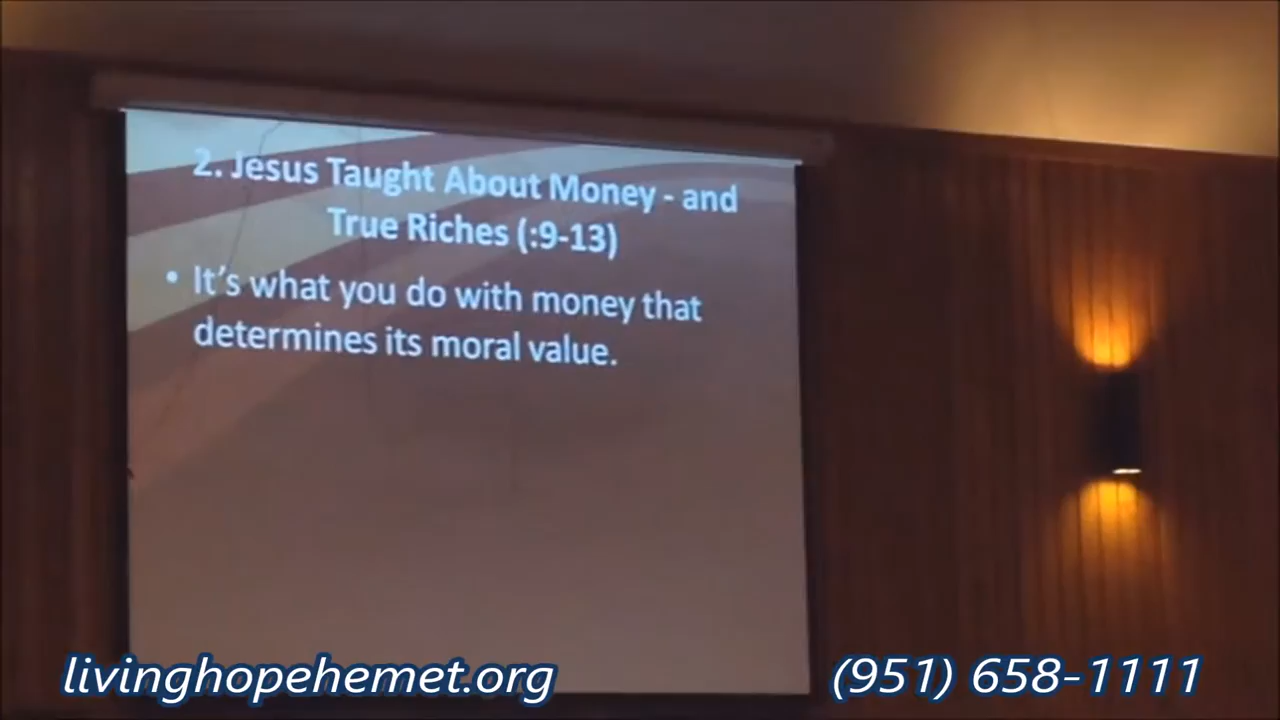 2. Jesus Taught About Money - and
True Riches (:9-13)
• It's what you do with money that
determines its moral value.
livinghopehemet.org
(951) 658-1111